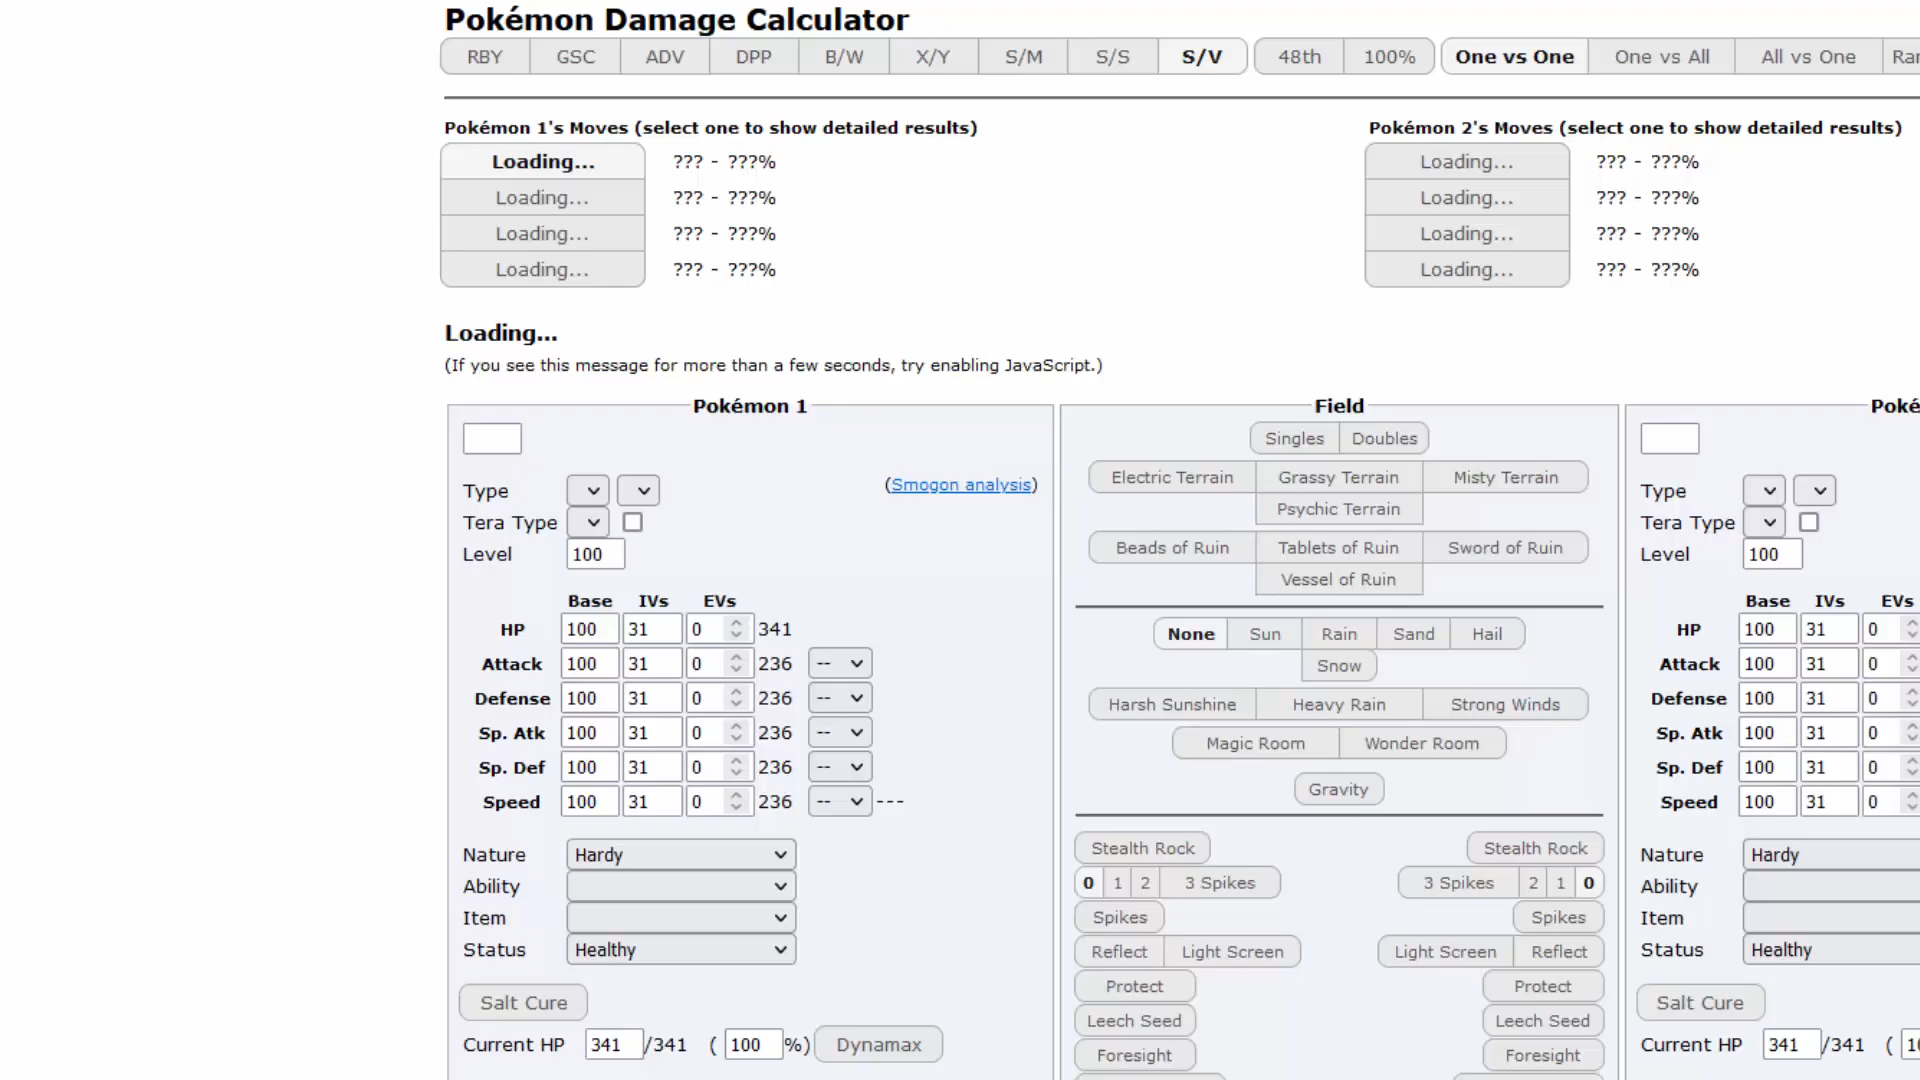 Pokémon Damage Calculator
RBY GSC ADV DPP B/W X/Y S/M S/S S/V 48th 100% One vs One One vs All All vs One
Pokémon 1's Moves (select one to show detailed results)
Loading... ??? - ???%
Loading... ??? - ???%
Loading... ??? - ???%
Loading... ??? - ???%
Pokémon 2's Moves (select one to show detailed results)
Loading... ??? - ???%
Loading... ??? - ???%
Loading... ??? - ???%
Loading... ??? - ???%
Loading...
(If you see this message for more than a few seconds, try enabling JavaScript.)
Pokémon 1
Type (Smogon analysis)
Tera Type
Level 100
Base IVs EVs
HP 100 31 0 341
Attack 100 31 0 236 --
Defense 100 31 0 236 --
Sp. Atk 100 31 0 236 --
Sp. Def 100 31 0 236 --
Speed 100 31 0 236 -- ---
Nature Hardy
Ability
Item
Status Healthy
Salt Cure
Current HP 341 /341 ( 100 %) Dynamax
Field
Singles Doubles
Electric Terrain Grassy Terrain Misty Terrain
Psychic Terrain
Beads of Ruin Tablets of Ruin Sword of Ruin
Vessel of Ruin
None Sun Rain Sand Hail
Snow
Harsh Sunshine Heavy Rain Strong Winds
Magic Room Wonder Room
Gravity
Stealth Rock Stealth Rock
0 1 2 3 Spikes 3 Spikes 2 1 0
Spikes Spikes
Reflect Light Screen Light Screen Reflect
Protect Protect
Leech Seed Leech Seed
Foresight Foresight
Poké
Type
Tera Type
Level 100
Base IVs EVs
HP 100 31 0
Attack 100 31 0
Defense 100 31 0
Sp. Atk 100 31 0
Sp. Def 100 31 0
Speed 100 31 0
Nature Hardy
Ability
Item
Status Healthy
Salt Cure
Current HP 341 /341 (